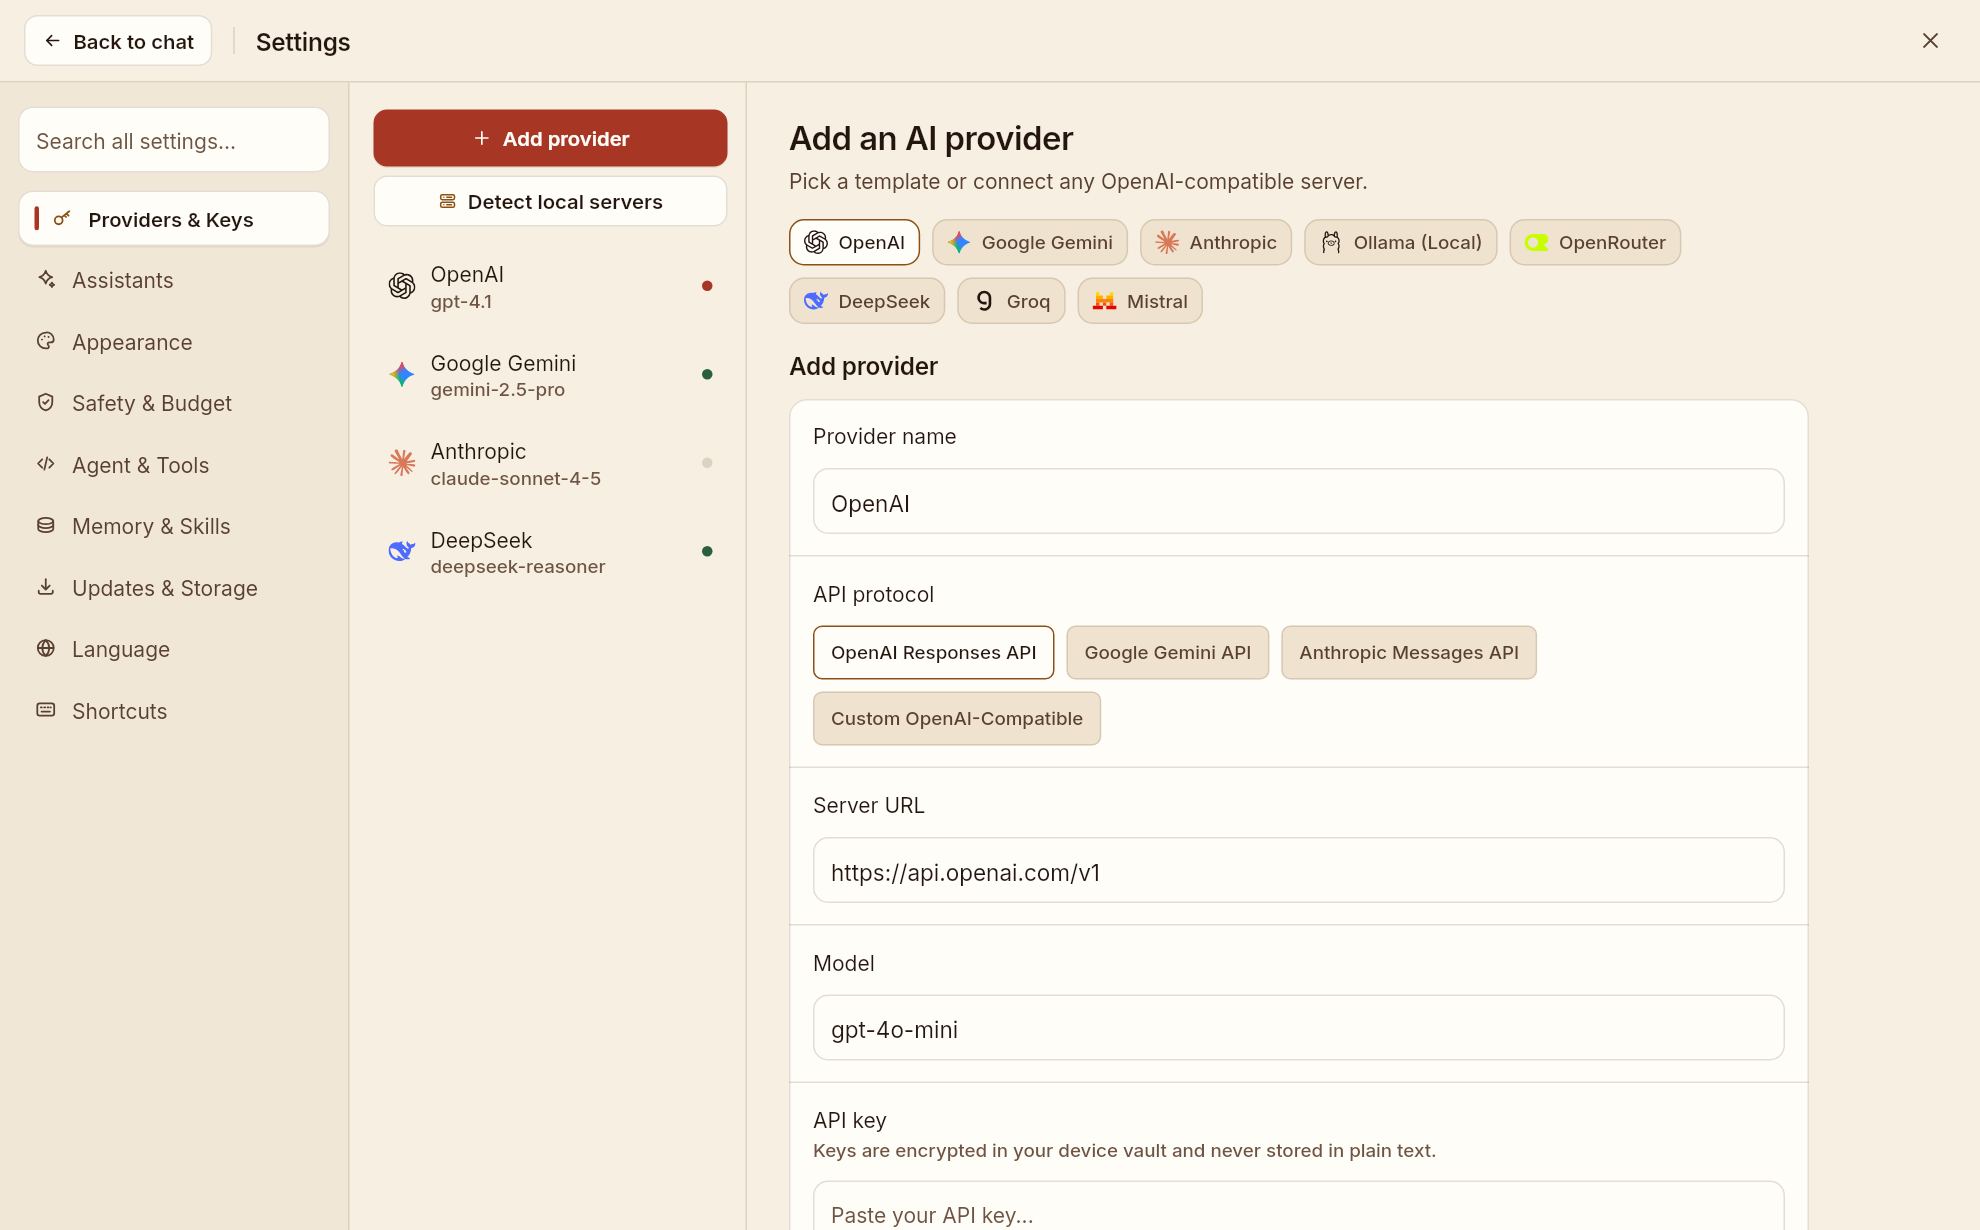 Back to chat
Settings
Search all settings...
Providers & Keys
Assistants
Appearance
Safety & Budget
Agent & Tools
Memory & Skills
Updates & Storage
Language
Shortcuts
Add provider
Detect local servers
OpenAI
gpt-4.1
Google Gemini
gemini-2.5-pro
Anthropic
claude-sonnet-4-5
DeepSeek
deepseek-reasoner
Add an AI provider
Pick a template or connect any OpenAI-compatible server.
OpenAI
Google Gemini
Anthropic
Ollama (Local)
OpenRouter
DeepSeek
Groq
Mistral
Add provider
Provider name
OpenAI
API protocol
OpenAI Responses API
Google Gemini API
Anthropic Messages API
Custom OpenAI-Compatible
Server URL
https://api.openai.com/v1
Model
gpt-4o-mini
API key
Keys are encrypted in your device vault and never stored in plain text.
Paste your API key...